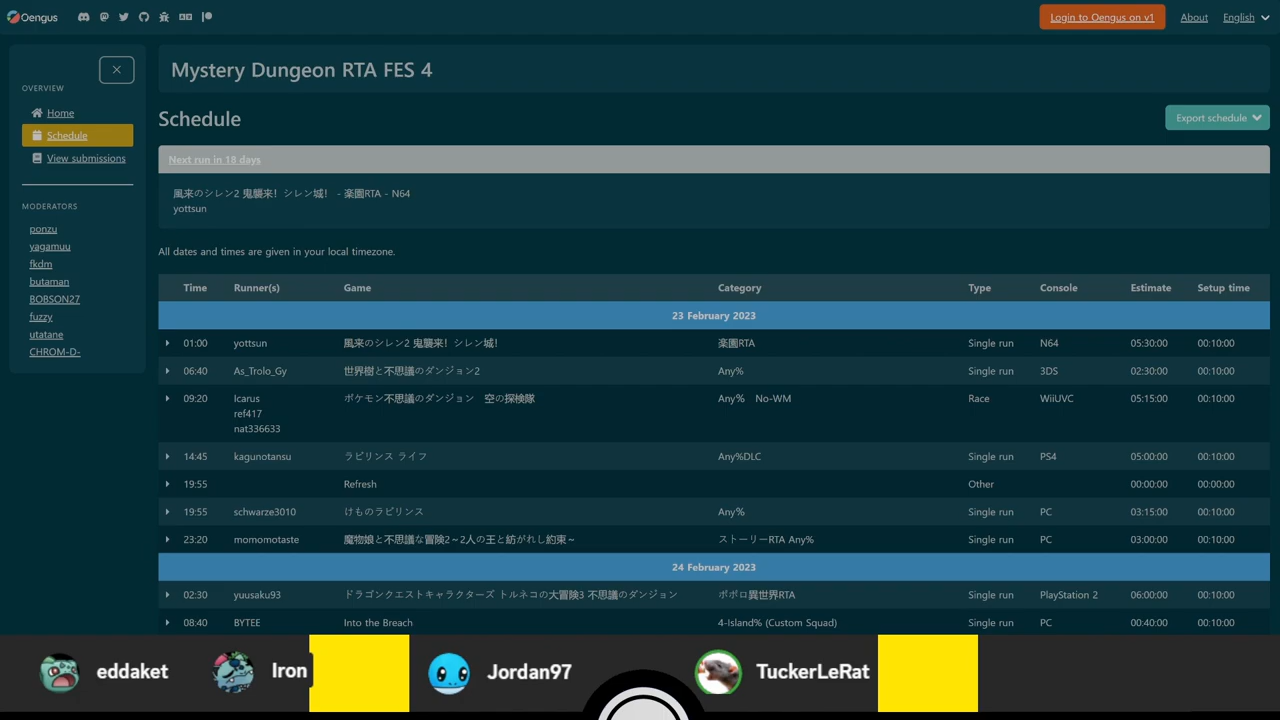 Oengus
Login to Oengus on v1
About
English
OVERVIEW
Home
Schedule
View submissions
MODERATORS
ponzu
yagamuu
fkdm
butaman
BOBSON27
fuzzy
utatane
CHROM-D-
Mystery Dungeon RTA FES 4
Schedule
Export schedule
Next run in 18 days
風来のシレン2 鬼襲来！シレン城！ - 楽園RTA - N64
yottsun
All dates and times are given in your local timezone.
Time Runner(s) Game Category Type Console Estimate Setup time
23 February 2023
01:00 yottsun 風来のシレン2 鬼襲来！シレン城！ 楽園RTA Single run N64 05:30:00 00:10:00
06:40 As_Trolo_Gy 世界樹と不思議のダンジョン2 Any% Single run 3DS 02:30:00 00:10:00
09:20 Icarus ポケモン不思議のダンジョン　空の探検隊 Any%　No-WM Race WiiUVC 05:15:00 00:10:00
ref417
nat336633
14:45 kagunotansu ラビリンス ライフ Any%DLC Single run PS4 05:00:00 00:10:00
19:55 Refresh Other 00:00:00 00:00:00
19:55 schwarze3010 けものラビリンス Any% Single run PC 03:15:00 00:10:00
23:20 momomotaste 魔物娘と不思議な冒険2～2人の王と紡がれし約束～ ストーリーRTA Any% Single run PC 03:00:00 00:10:00
24 February 2023
02:30 yuusaku93 ドラゴンクエストキャラクターズ トルネコの大冒険3 不思議のダンジョン ポポロ異世界RTA Single run PlayStation 2 06:00:00 00:10:00
08:40 BYTEE Into the Breach 4-Island% (Custom Squad) Single run PC 00:40:00 00:10:00
eddaket Iron Jordan97 TuckerLeRat